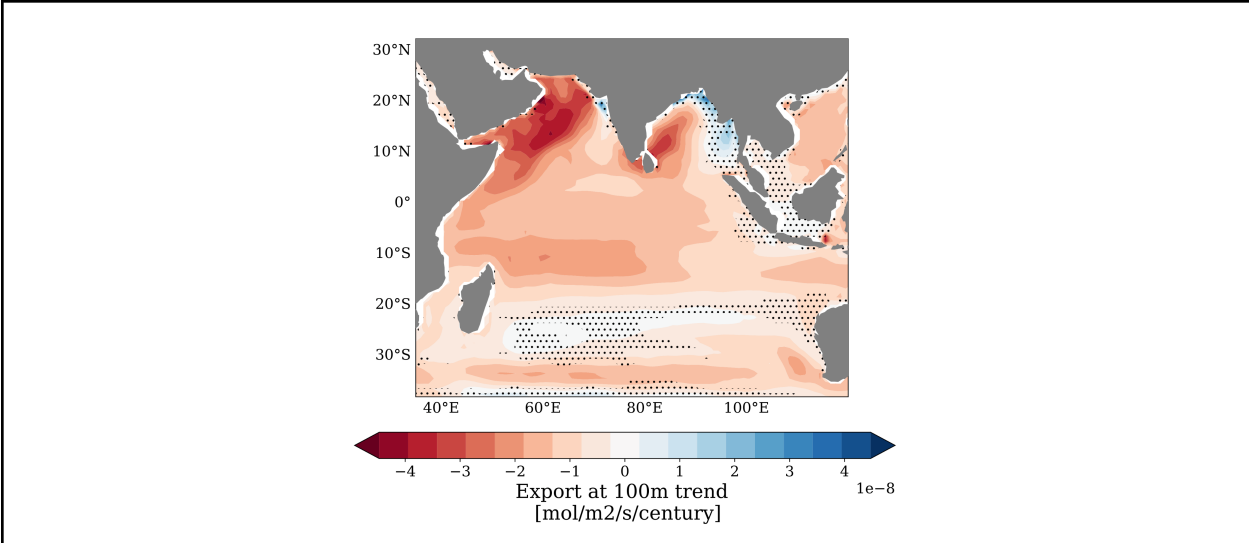 30°N
20°N
10°N
0°
10°S
20°S
30°S
40°E 60°E 80°E 100°E
−4 −3 −2 −1 0 1 2 3 4
1e−8
Export at 100m trend
[mol/m2/s/century]